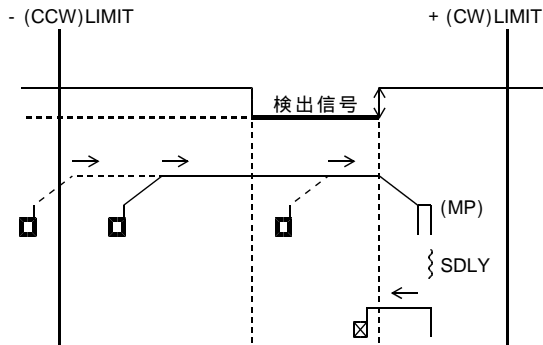 - (CCW)LIMIT
+ (CW)LIMIT
検出信号
(MP)
SDLY